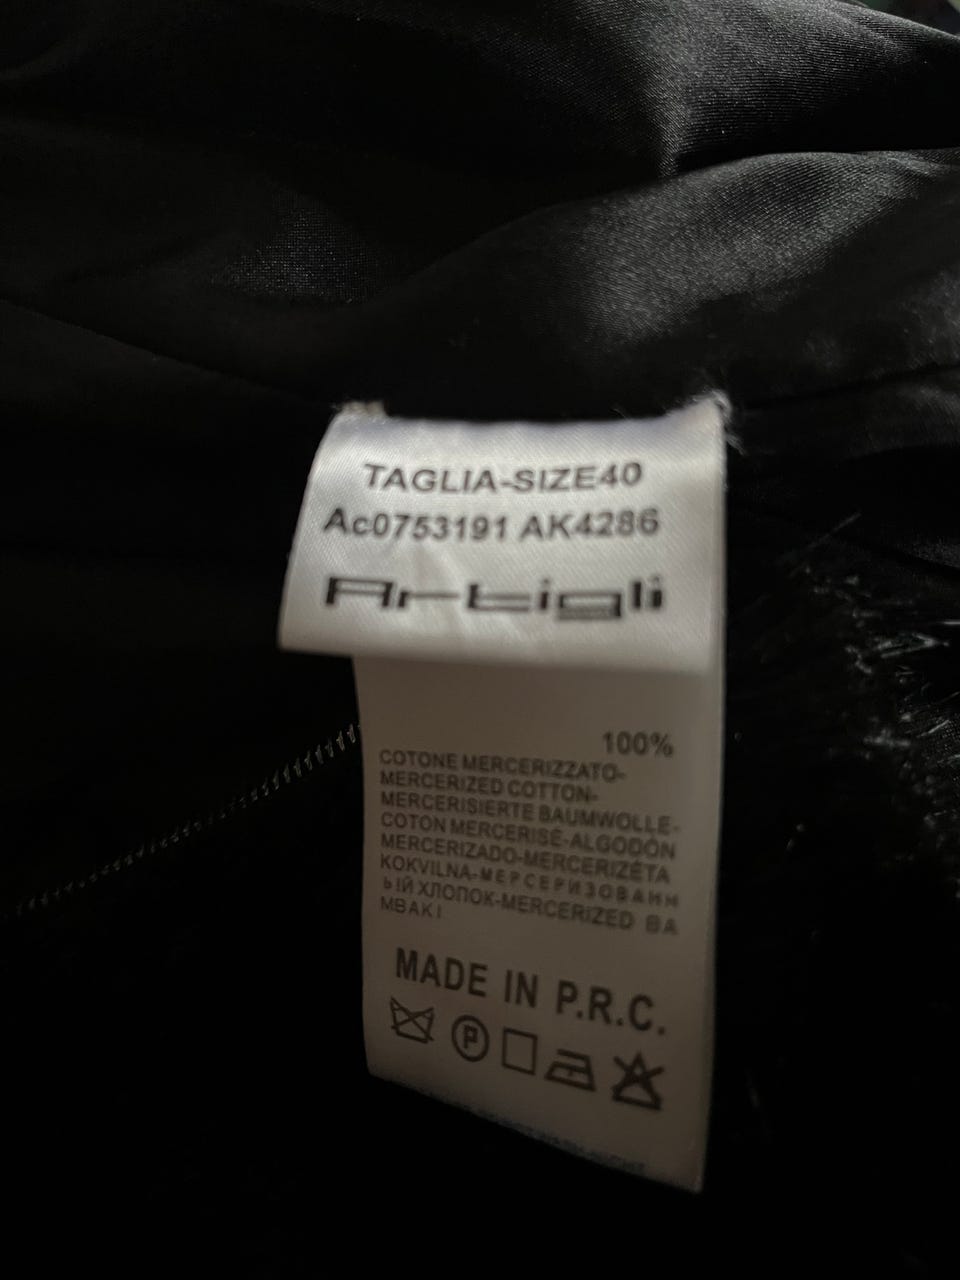 TAGLIA-SIZE40
Ac0753191 AK4286
Artigli
100%
COTONE MERCERIZZATO-
MERCERIZED COTTON-
MERCERISIERTE BAUMWOLLE-
COTON MERCERISÉ-ALGODÓN
MERCERIZADO-MERCERIZÉTA
KOKVILNA-МЕРСЕРИЗОВАНН
ЫЙ ХЛОПОК-MERCERIZED BA
MBAKI
MADE IN P.R.C.
P